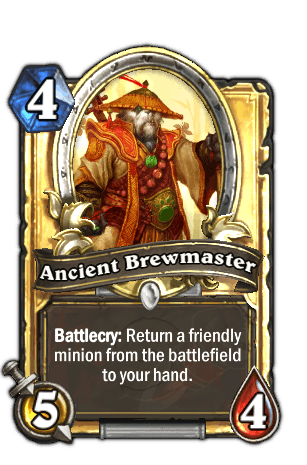 4
Ancient Brewmaster
Battlecry: Return a friendly
minion from the battlefield
to your hand.
5
4